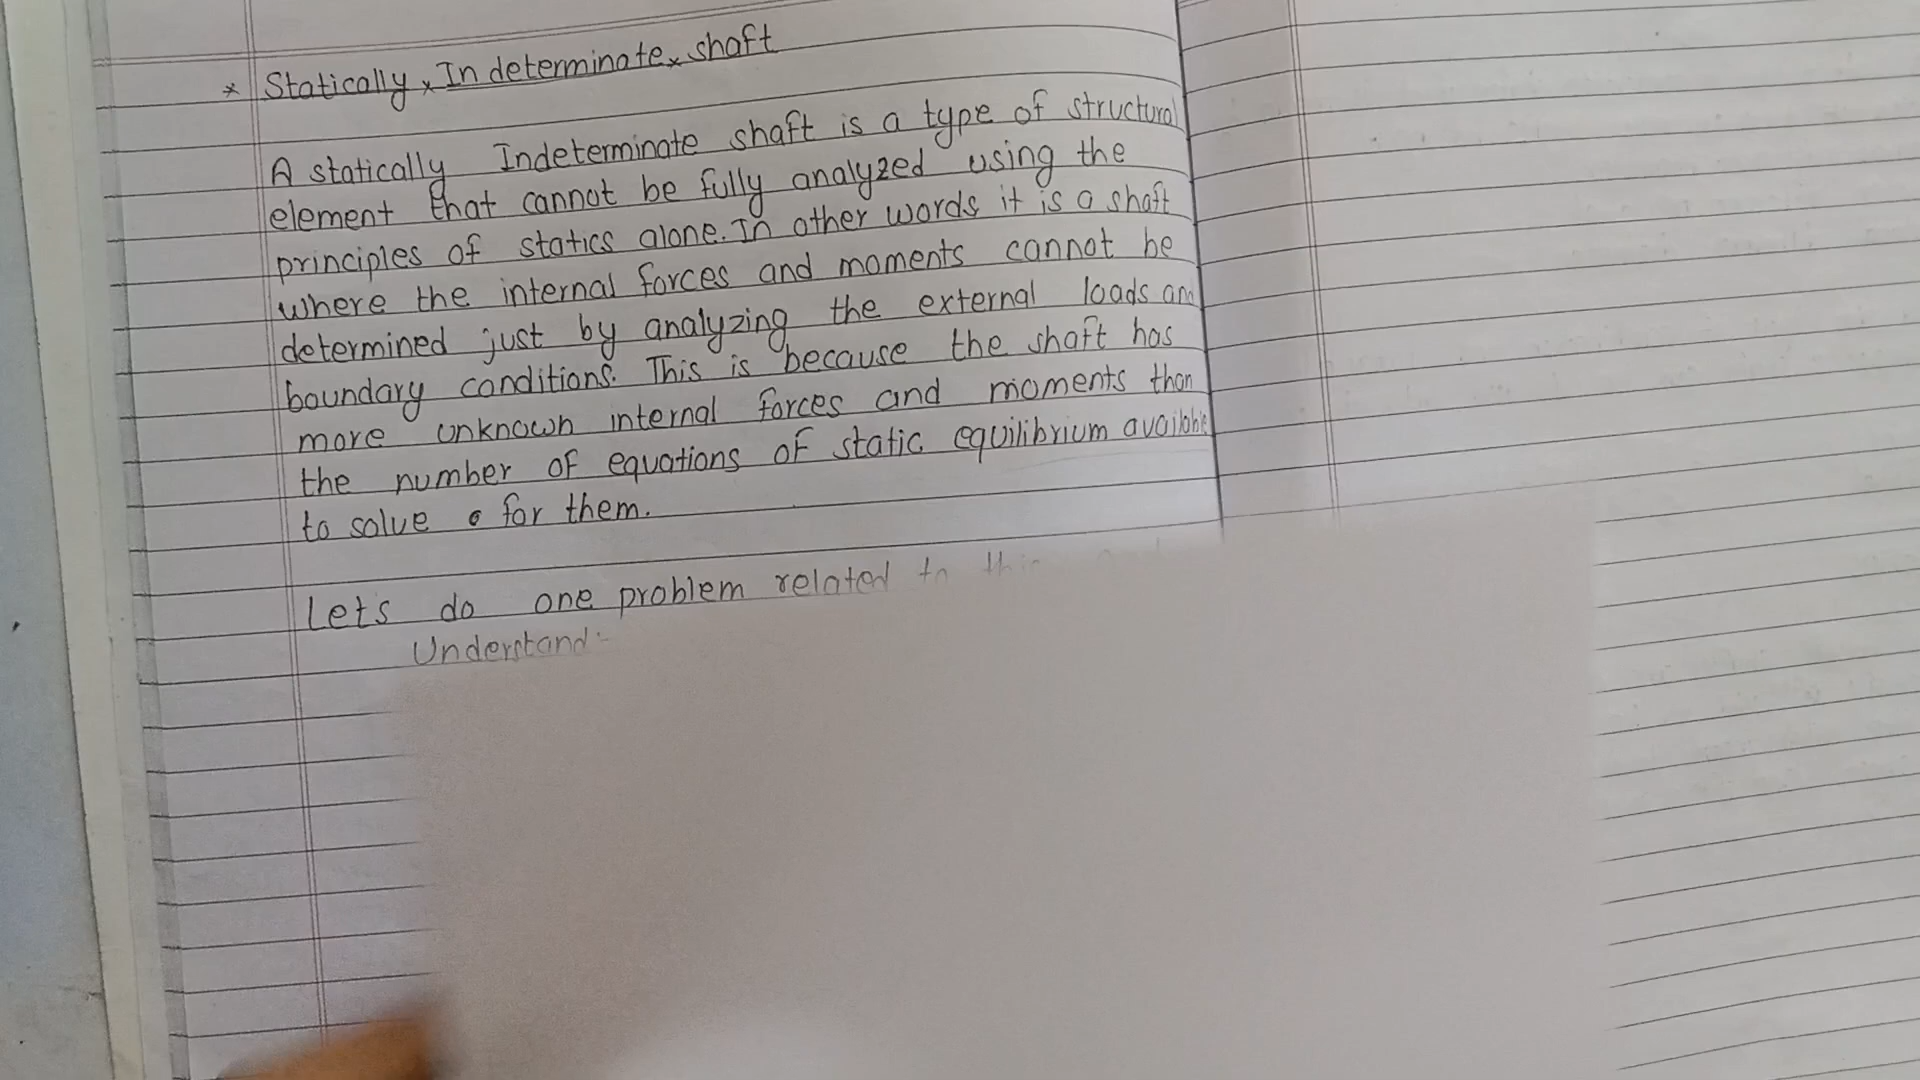 * Statically x Indeterminate x shaft
A statically Indeterminate shaft is a type of structural
element that cannot be fully analyzed using the
principles of statics alone. In other words it is a shaft
where the internal forces and moments cannot be
determined just by analyzing the external loads an
boundary conditions. This is because the shaft has
more unknown internal forces and moments than
the number of equations of static equilibrium available
to solve for them.
Lets do one problem related to this
Understand:-